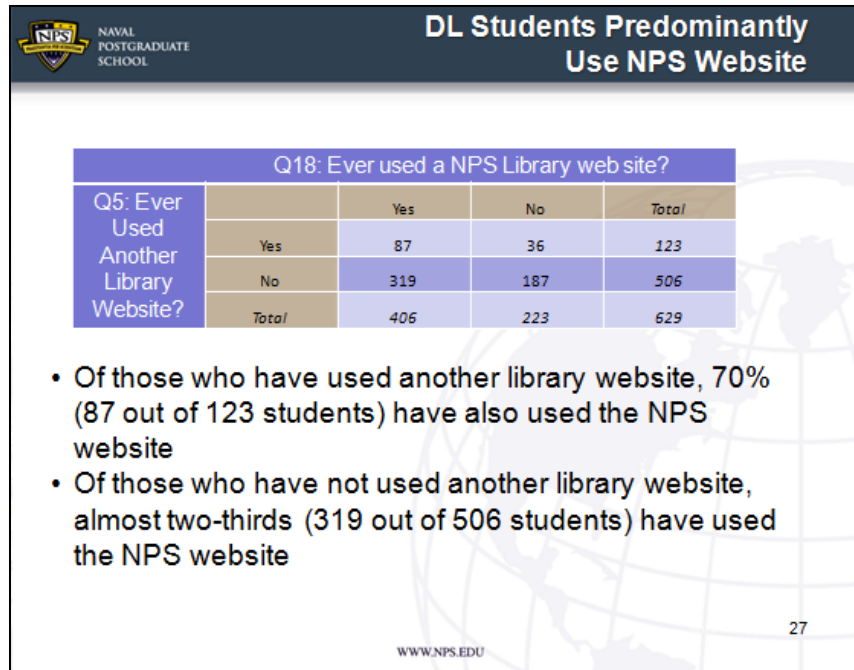 NPS
NAVAL
POSTGRADUATE
SCHOOL
DL Students Predominantly
Use NPS Website
Q18: Ever used a NPS Library web site?
Q5: Ever
Used
Another
Library
Website?
Yes No Total
Yes 87 36 123
No 319 187 506
Total 406 223 629
• Of those who have used another library website, 70%
(87 out of 123 students) have also used the NPS
website
• Of those who have not used another library website,
almost two-thirds (319 out of 506 students) have used
the NPS website
27
WWW.NPS.EDU